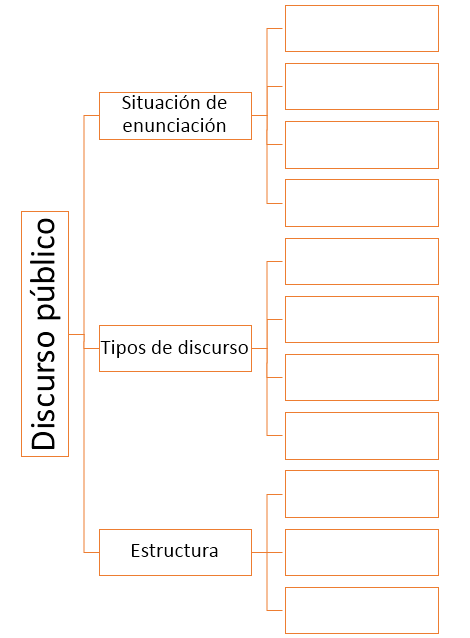 Discurso público
Situación de
enunciación
Tipos de discurso
Estructura